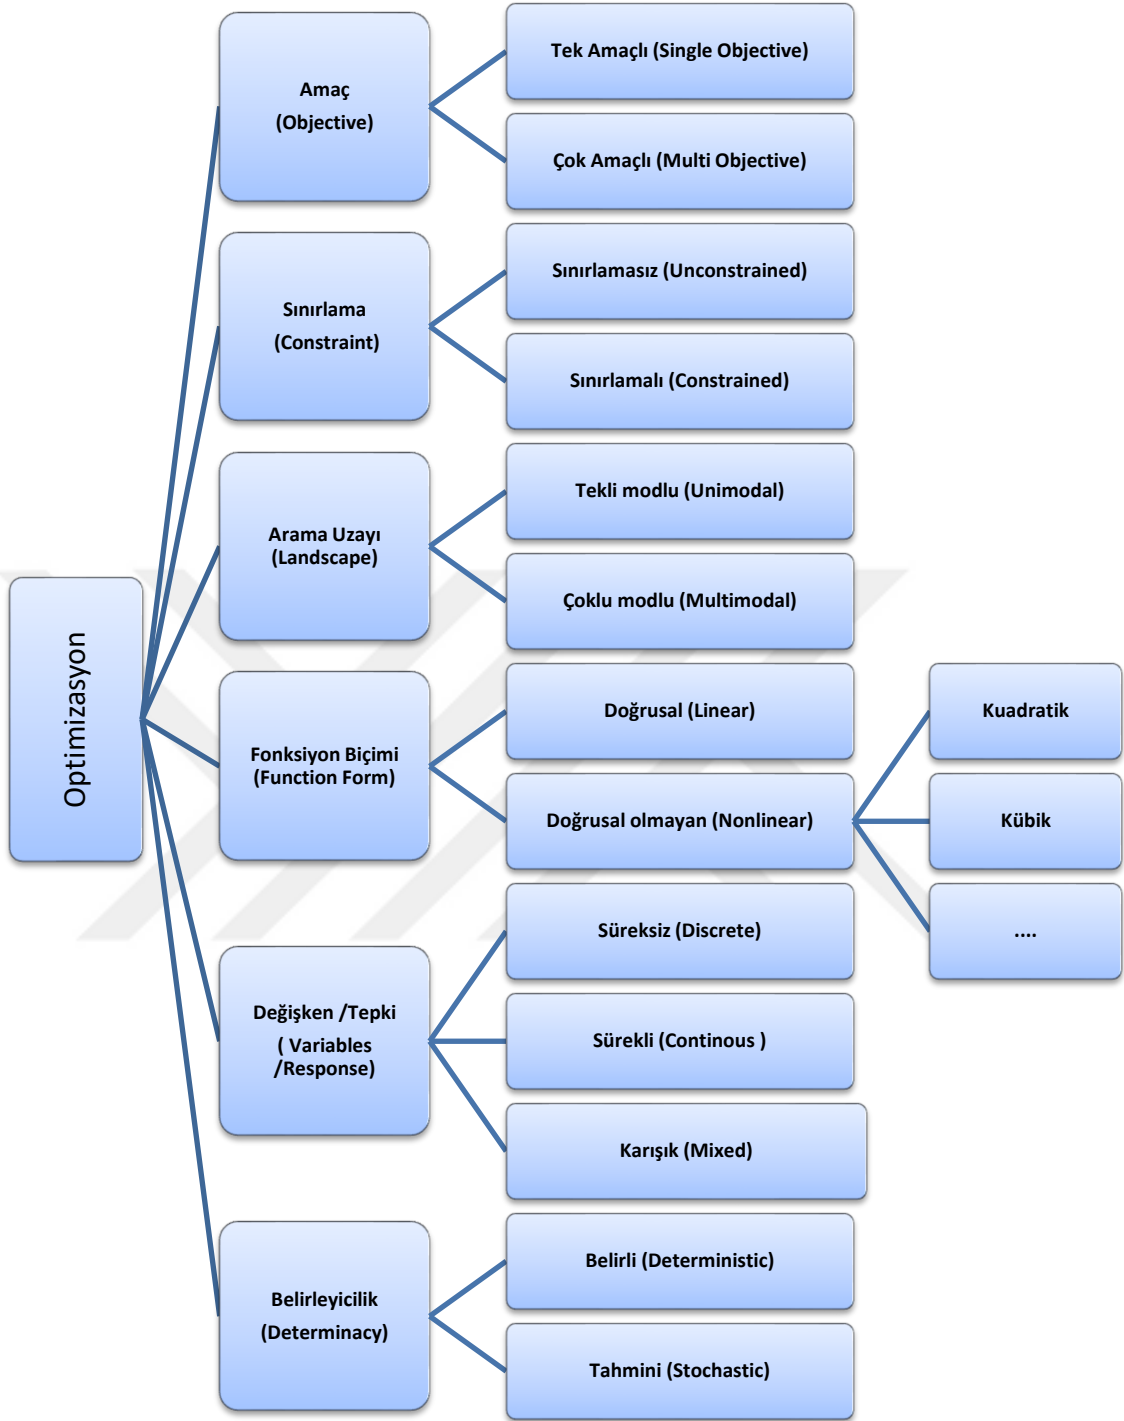 Optimizasyon
Amaç
(Objective)
Tek Amaçlı (Single Objective)
Çok Amaçlı (Multi Objective)
Sınırlama
(Constraint)
Sınırlamasız (Unconstrained)
Sınırlamalı (Constrained)
Arama Uzayı
(Landscape)
Tekli modlu (Unimodal)
Çoklu modlu (Multimodal)
Fonksiyon Biçimi
(Function Form)
Doğrusal (Linear)
Doğrusal olmayan (Nonlinear)
Kuadratik
Kübik
....
Değişken /Tepki
( Variables
/Response)
Süreksiz (Discrete)
Sürekli (Continous )
Karışık (Mixed)
Belirleyicilik
(Determinacy)
Belirli (Deterministic)
Tahmini (Stochastic)